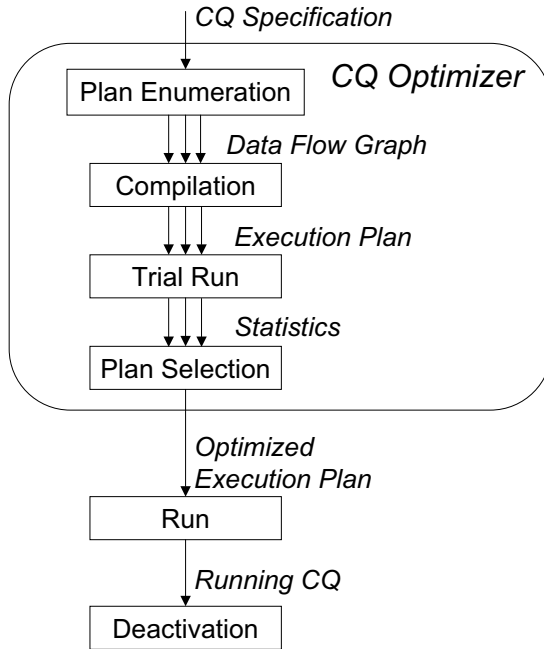 CQ Specification
CQ Optimizer
Plan Enumeration
Data Flow Graph
Compilation
Execution Plan
Trial Run
Statistics
Plan Selection
Optimized
Execution Plan
Run
Running CQ
Deactivation